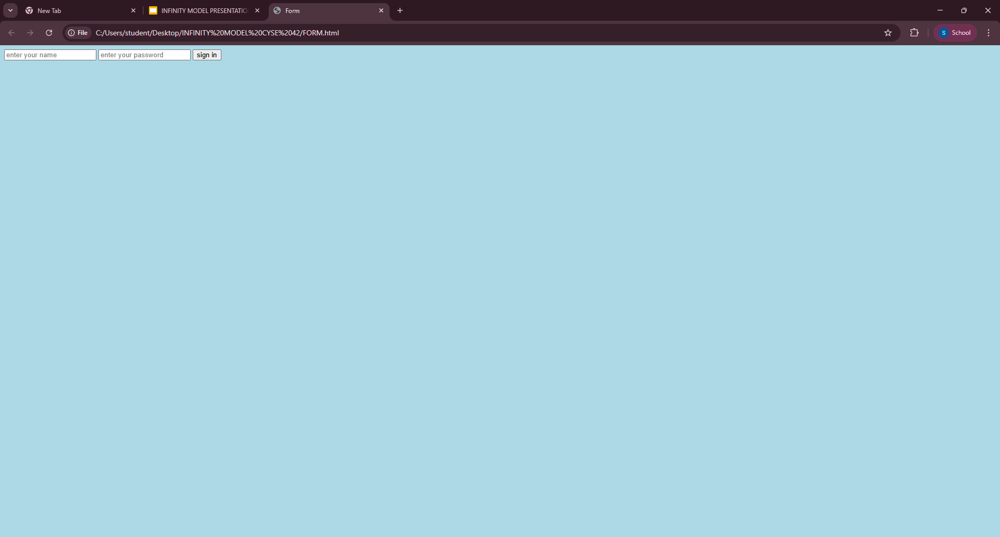 New Tab
INFINITY MODEL PRESENTATIO
Form
File
C:/Users/student/Desktop/INFINITY%20MODEL%20CYSE%2042/FORM.html
S School
enter your name
enter your password
sign in